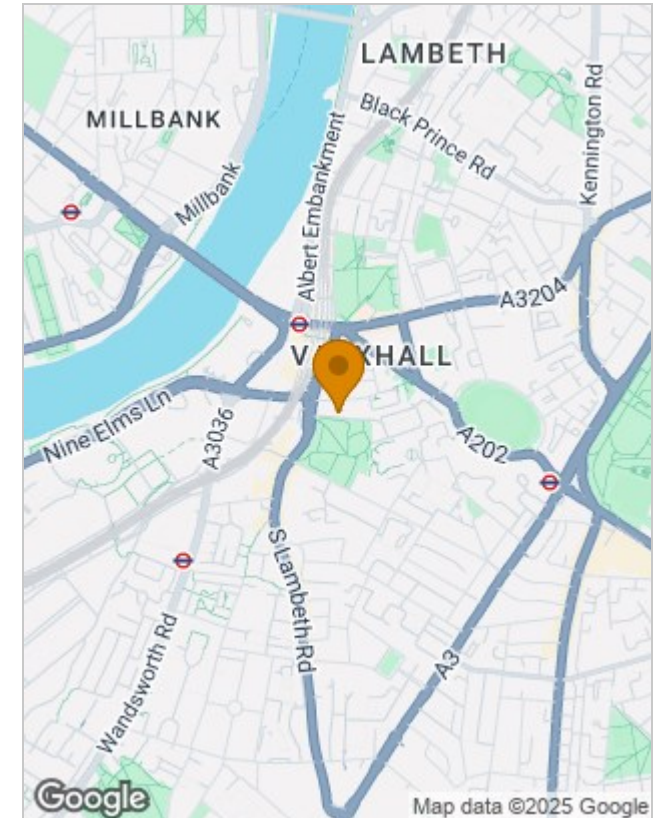 LAMBETH
Black Prince Rd
Kennington Rd
MILLBANK
Millbank
Albert Embankment
A3204
VAUXHALL
Nine Elms Ln
A3036
A202
S Lambeth Rd
Wandsworth Rd
A3
Google
Map data ©2025 Google